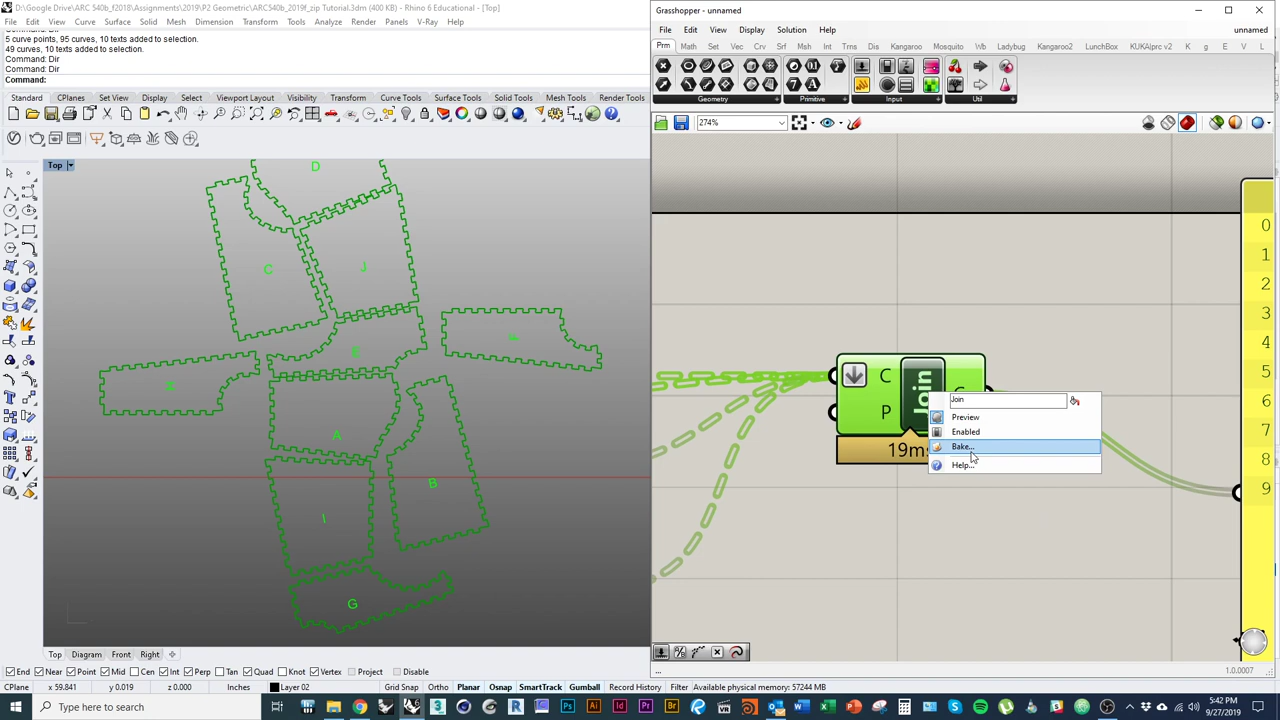 D:\Google Drive\ARC 540b_f2018\Assignments\2019\P2 Geometric\ARC540b_2019f_zip Tutorial.3dm (400 KB) - Rhino 6 Educational - [Top]
File Edit View Curve Surface Solid Mesh Dimension Transform Tools Analyze Render Panels V-Ray Help
5 curve points, 95 curves, 10 texts added to selection.
49 curves, 10 texts added to selection.
Command: Dir
Command: Dir
Command:
Standard CPlanes Set View Display Select Viewport Layout Visibility Transform Curve Tools Surface Tools Solid Tools Mesh Tools Render Tools
Top
D
C
J
E
A
B
I
G
Top Diagram Front Right
End Near Point Mid Cen Int Perp Tan Quad Knot Vertex Project Disable
CPlane x 59.841 y 0.019 z 0.000 Inches Layer 02 Grid Snap Ortho Planar Osnap SmartTrack Gumball Record History Filter Available physical memory: 57244 MB
Grasshopper - unnamed
File Edit View Display Solution Help unnamed
Prm Math Set Vec Crv Srf Msh Int Trns Dis Kangaroo Mosquito Wb Ladybug Kangaroo2 LunchBox KUKA|prc v2 K g E V L
Geometry Primitive Input Util
274%
C
P
Join
19ms
Join
Preview
Enabled
Bake...
Help...
0
1
2
3
4
5
6
7
8
9
...
1.0.0007
Type here to search
5:42 PM
9/27/2019